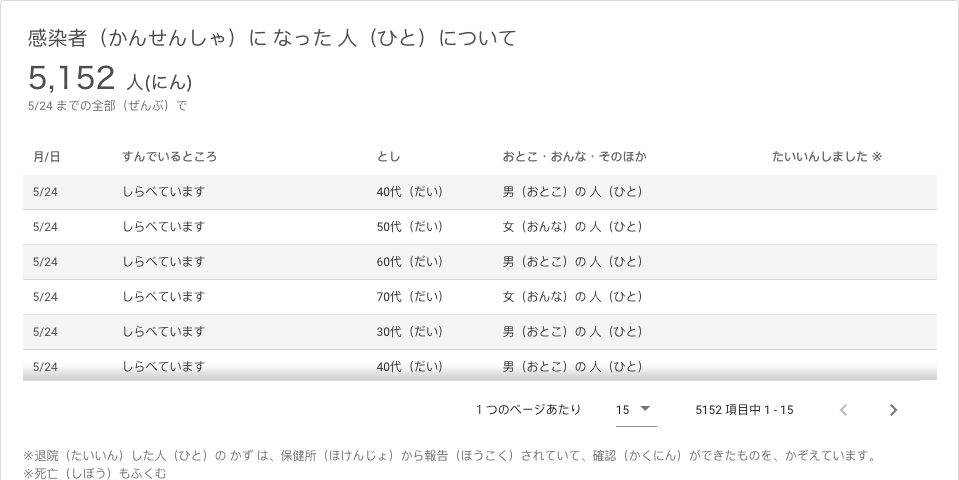 感染者（かんせんしゃ）に なった 人（ひと）について
5,152 人(にん)
5/24 までの全部（ぜんぶ）で
月/日 すんでいるところ とし おとこ・おんな・そのほか たいいんしました ※
5/24 しらべています 40代（だい） 男（おとこ）の 人（ひと）
5/24 しらべています 50代（だい） 女（おんな）の 人（ひと）
5/24 しらべています 60代（だい） 男（おとこ）の 人（ひと）
5/24 しらべています 70代（だい） 女（おんな）の 人（ひと）
5/24 しらべています 30代（だい） 男（おとこ）の 人（ひと）
5/24 しらべています 40代（だい） 男（おとこ）の 人（ひと）
1 つのページあたり 15 5152 項目中 1 - 15
※退院（たいいん）した人（ひと）の かず は、保健所（ほけんじょ）から報告（ほうこく）されていて、確認（かくにん）ができたものを、かぞえています。
※死亡（しぼう）もふくむ